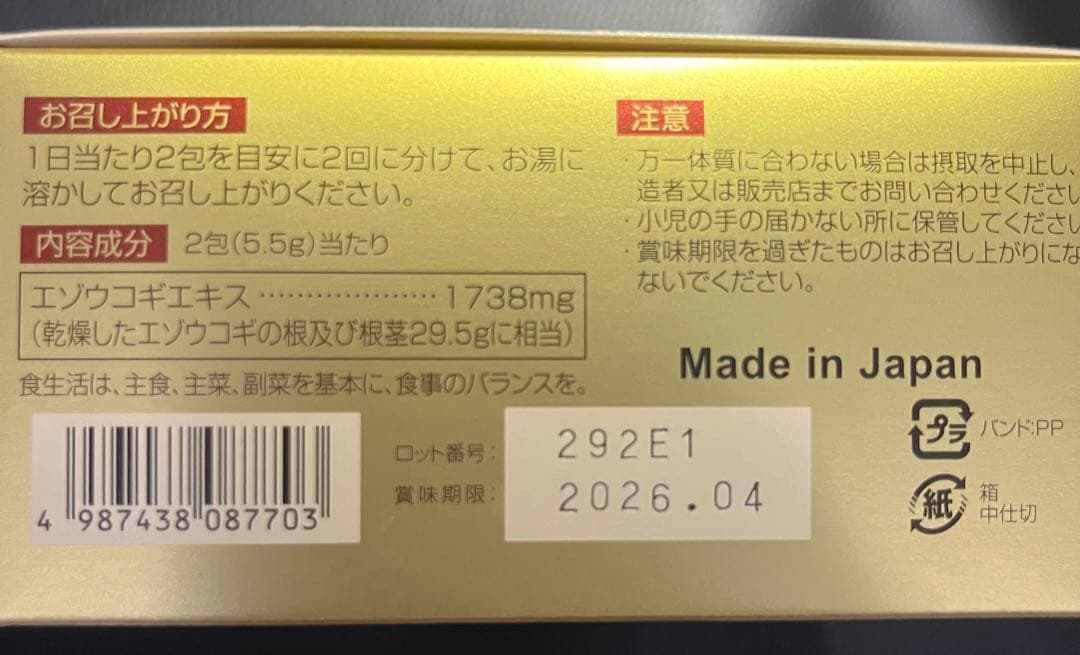 お召し上がり方
1日当たり2包を目安に2回に分けて、お湯に
溶かしてお召し上がりください。
内容成分 2包(5.5g)当たり
エゾウコギエキス…………………1738mg
(乾燥したエゾウコギの根及び根茎29.5gに相当)
食生活は、主食、主菜、副菜を基本に、食事のバランスを。
4 987438 087703
ロット番号: 292E1
賞味期限: 2026.04
注意
・万一体質に合わない場合は摂取を中止し、
造者又は販売店までお問い合わせくださ
・小児の手の届かない所に保管してくださ
・賞味期限を過ぎたものはお召し上がりにな
ないでください。
Made in Japan
プラ バンド:PP
紙 箱
中仕切